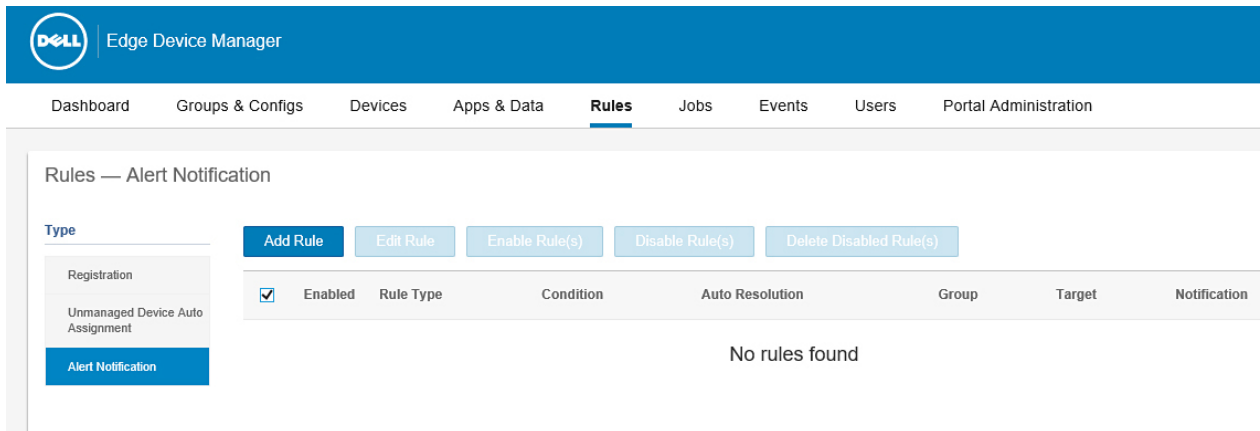 DELL Edge Device Manager
Dashboard Groups & Configs Devices Apps & Data Rules Jobs Events Users Portal Administration
Rules — Alert Notification
Type
Registration
Unmanaged Device Auto
Assignment
Alert Notification
Add Rule Edit Rule Enable Rule(s) Disable Rule(s) Delete Disabled Rule(s)
Enabled Rule Type Condition Auto Resolution Group Target Notification
No rules found